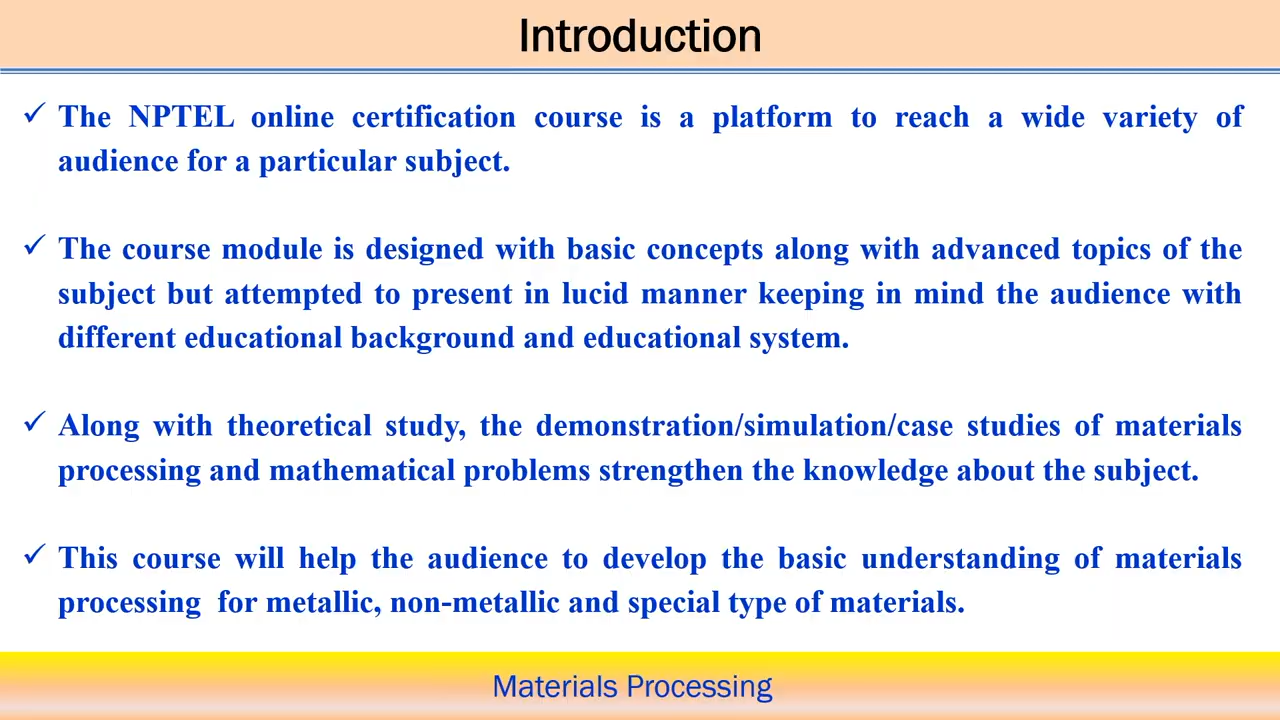 Introduction
✓ The NPTEL online certification course is a platform to reach a wide variety of
audience for a particular subject.
✓ The course module is designed with basic concepts along with advanced topics of the
subject but attempted to present in lucid manner keeping in mind the audience with
different educational background and educational system.
✓ Along with theoretical study, the demonstration/simulation/case studies of materials
processing and mathematical problems strengthen the knowledge about the subject.
✓ This course will help the audience to develop the basic understanding of materials
processing for metallic, non-metallic and special type of materials.
Materials Processing